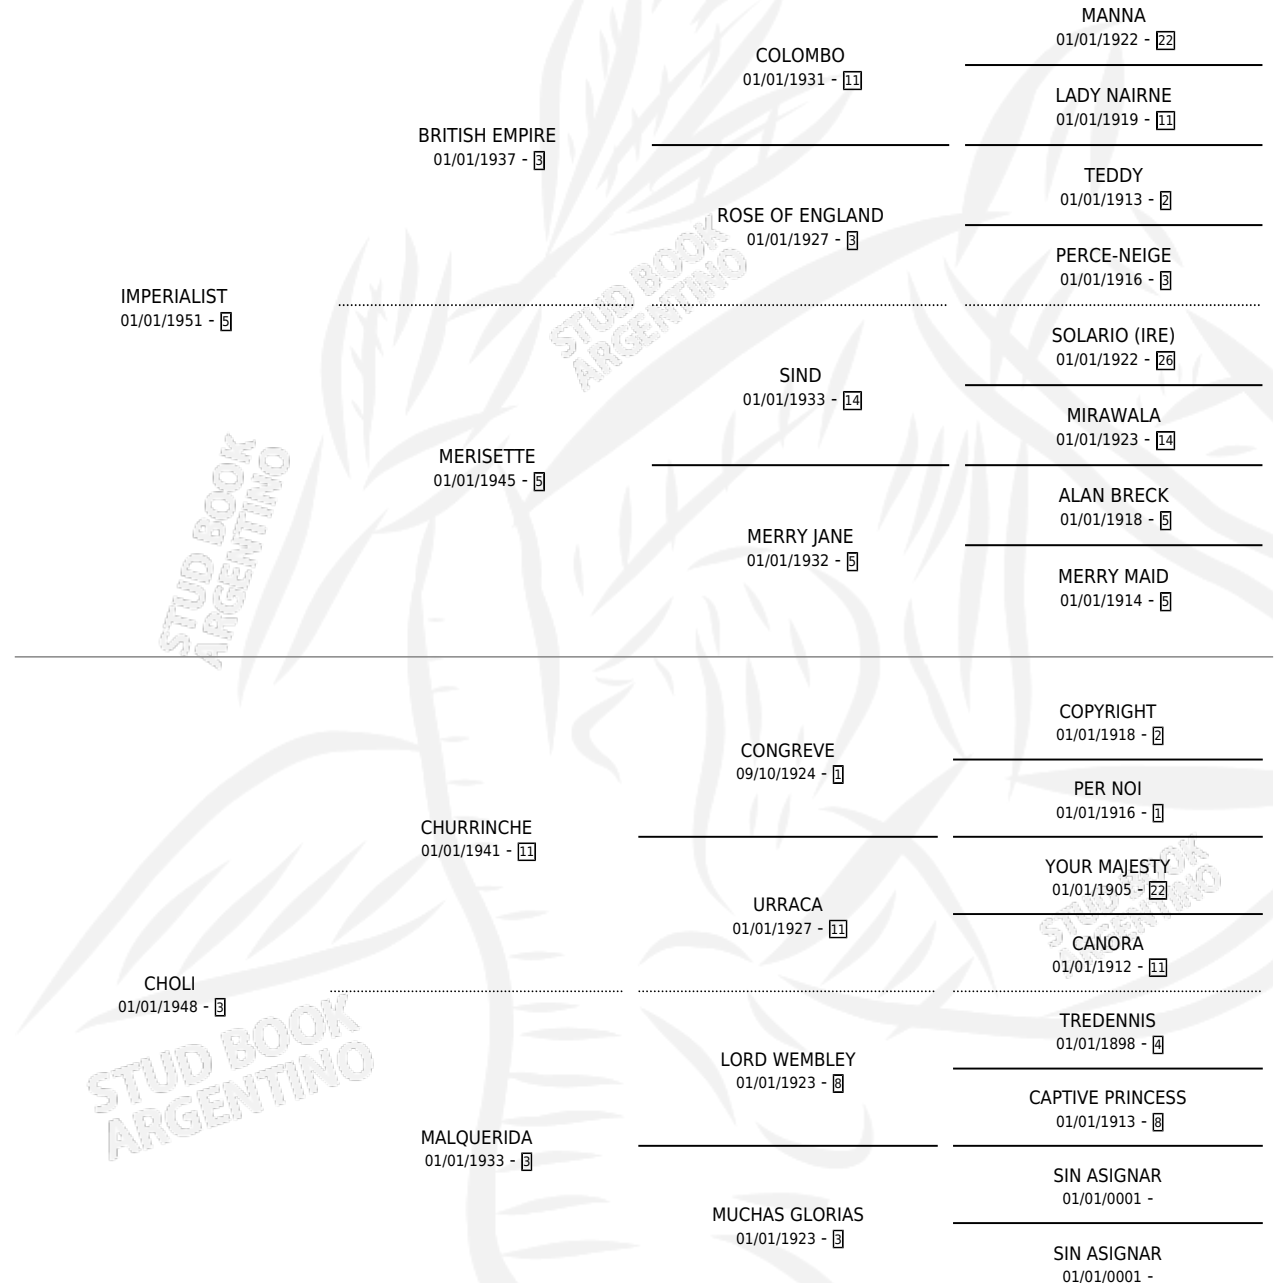 MANNA
01/01/1922 - 22
COLOMBO
01/01/1931 - 11
LADY NAIRNE
01/01/1919 - 11
BRITISH EMPIRE
01/01/1937 - 3
TEDDY
01/01/1913 - 2
ROSE OF ENGLAND
01/01/1927 - 3
PERCE-NEIGE
01/01/1916 - 3
IMPERIALIST
01/01/1951 - 5
SOLARIO (IRE)
01/01/1922 - 26
SIND
01/01/1933 - 14
MIRAWALA
01/01/1923 - 14
MERISETTE
01/01/1945 - 5
ALAN BRECK
01/01/1918 - 5
MERRY JANE
01/01/1932 - 5
MERRY MAID
01/01/1914 - 5
COPYRIGHT
01/01/1918 - 2
CONGREVE
09/10/1924 - 1
PER NOI
01/01/1916 - 1
CHURRINCHE
01/01/1941 - 11
YOUR MAJESTY
01/01/1905 - 22
URRACA
01/01/1927 - 11
CANORA
01/01/1912 - 11
CHOLI
01/01/1948 - 3
TREDENNIS
01/01/1898 - 4
LORD WEMBLEY
01/01/1923 - 8
CAPTIVE PRINCESS
01/01/1913 - 8
MALQUERIDA
01/01/1933 - 3
SIN ASIGNAR
01/01/0001 -
MUCHAS GLORIAS
01/01/1923 - 3
SIN ASIGNAR
01/01/0001 -
STUD BOOK
ARGENTINO
STUD BOOK
ARGENTINO
STUD BOOK
ARGENTINO
STUD BOOK
ARGENTINO